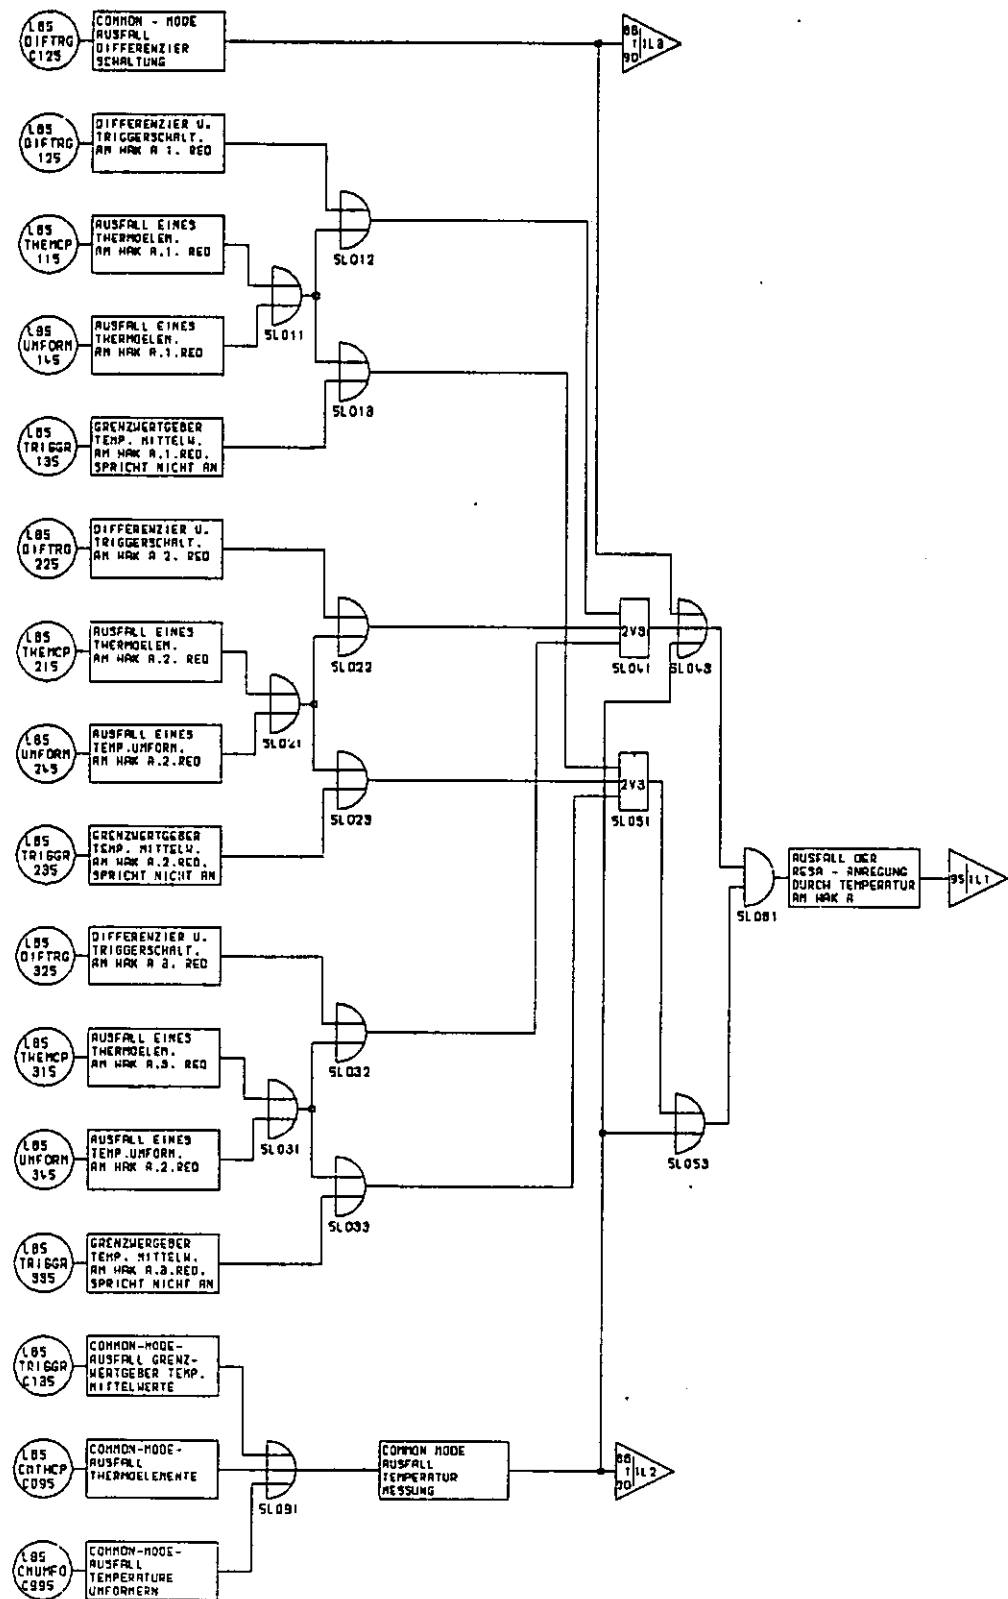 L85
DIFTRG
C125
COMMON - MODE
AUSFALL
DIFFERENZIER
SCHALTUNG
86
T
90
1L3
L85
DIFTRG
125
DIFFERENZIER U.
TRIGGERSCHALT.
AM HAK A 1. RED
SL012
L85
THEMCP
115
AUSFALL EINES
THERMOELEM.
AM HAK A.1. RED
SL011
L85
UMFORM
145
AUSFALL EINES
THERMOELEM.
AM HAK A.1.RED
SL013
L85
TRIGGR
135
GRENZWERTGEBER
TEMP. MITTELW.
AM HAK A.1.RED.
SPRICHT NICHT AN
L85
DIFTRG
225
DIFFERENZIER U.
TRIGGERSCHALT.
AM HAK A 2. RED
SL022
2V3
SL041
SL043
L85
THEMCP
215
AUSFALL EINES
THERMOELEM.
AM HAK A.2. RED
SL021
L85
UMFORM
245
AUSFALL EINES
TEMP.UMFORM.
AM HAK A.2.RED
SL023
2V3
SL051
L85
TRIGGR
235
GRENZWERTGEBER
TEMP. MITTELW.
AM HAK A.2.RED.
SPRICHT NICHT AN
SL061
AUSFALL DER
RESA - ANREGUNG
DURCH TEMPERATUR
AM HAK A
95
1L1
L85
DIFTRG
325
DIFFERENZIER U.
TRIGGERSCHALT.
AM HAK A 3. RED
SL032
L85
THEMCP
315
AUSFALL EINES
THERMOELEM.
AM HAK A.3. RED
SL031
L85
UMFORM
345
AUSFALL EINES
TEMP.UMFORM.
AM HAK A.2.RED
SL033
SL053
L85
TRIGGR
335
GRENZWERGEBER
TEMP. MITTELW.
AM HAK A.3.RED.
SPRICHT NICHT AN
L85
TRIGGR
C135
COMMON-MODE-
AUSFALL GRENZ-
WERTGEBER TEMP.
MITTELWERTE
L85
CMTHCP
C095
COMMON-MODE-
AUSFALL
THERMOELEMENTE
SL091
COMMON MODE
AUSFALL
TEMPERATUR
MESSUNG
86
T
90
1L2
L85
CMUMFO
C995
COMMON-MODE-
AUSFALL
TEMPERATURE
UMFORMERN